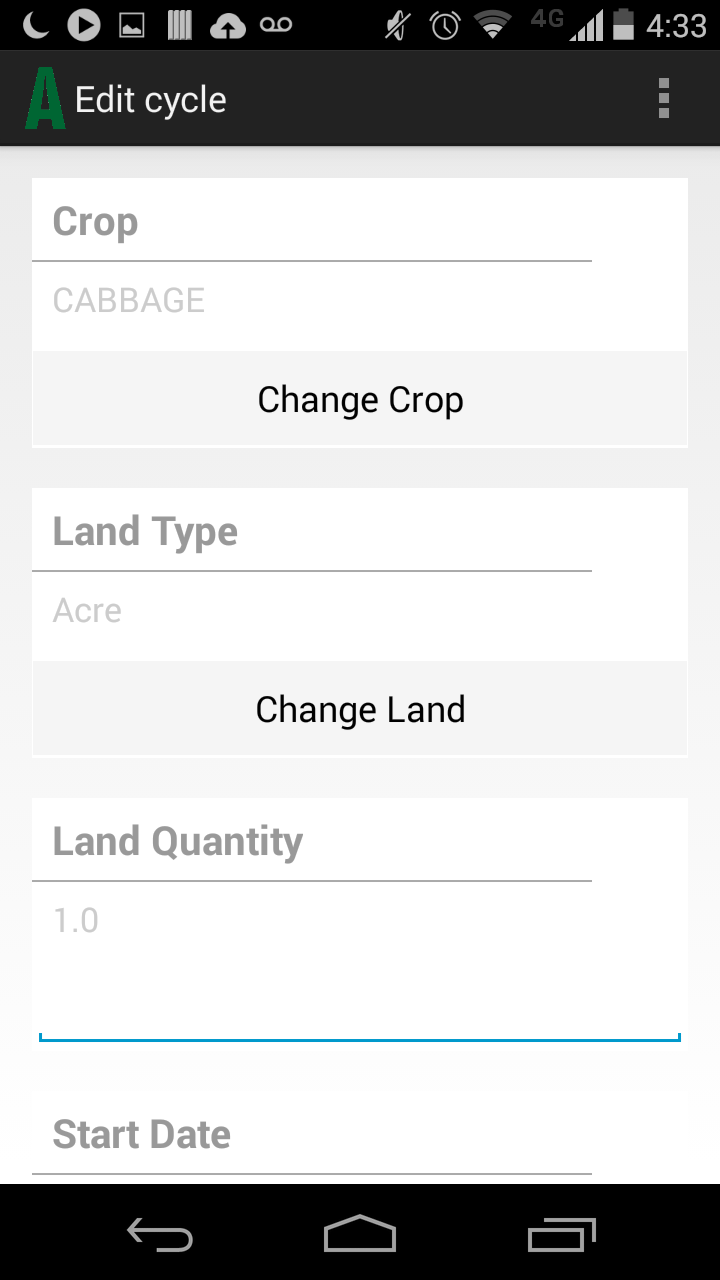 4G 4:33
A Edit cycle
Crop
CABBAGE
Change Crop
Land Type
Acre
Change Land
Land Quantity
1.0
Start Date